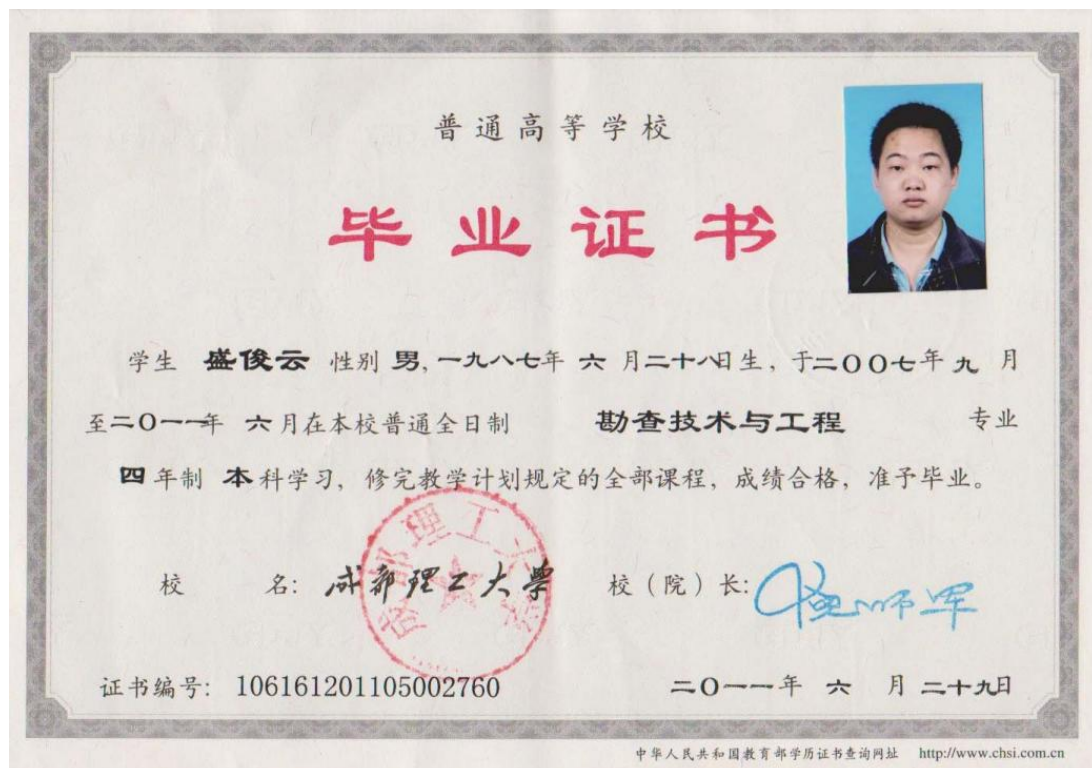 普通高等学校
毕业证书
学生 盛俊云 性别 男, 一九八七年 六 月二十八日生, 于二〇〇七年 九 月
至二〇一一年 六月在本校普通全日制 勘查技术与工程 专业
四年制 本科学习, 修完教学计划规定的全部课程, 成绩合格, 准予毕业。
校 名: 成都理工大学 校(院)长:
成都理工大学
证书编号: 106161201105002760 二〇一一年 六 月 二十九日
中华人民共和国教育部学历证书查询网址 http://www.chsi.com.cn